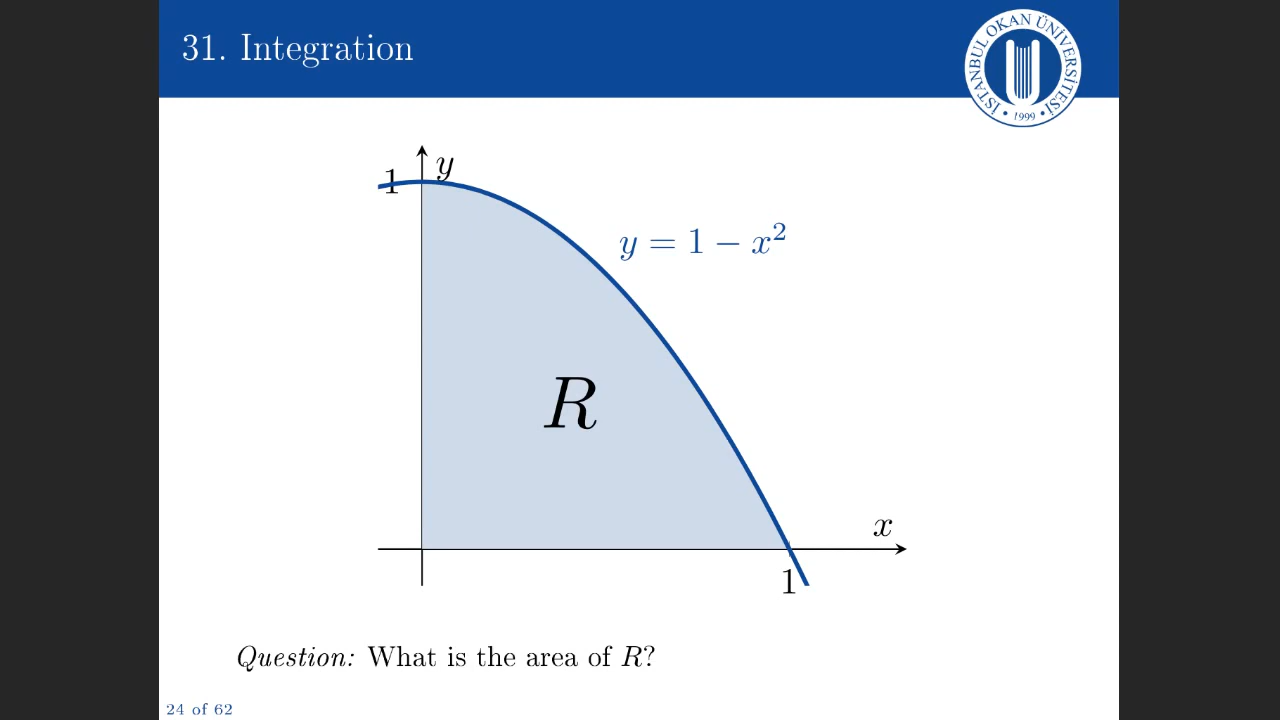 31. Integration
İSTANBUL OKAN ÜNİVERSİTESİ
• 1999 •
y
1
y = 1 − x²
R
x
1
Question: What is the area of R?
24 of 62